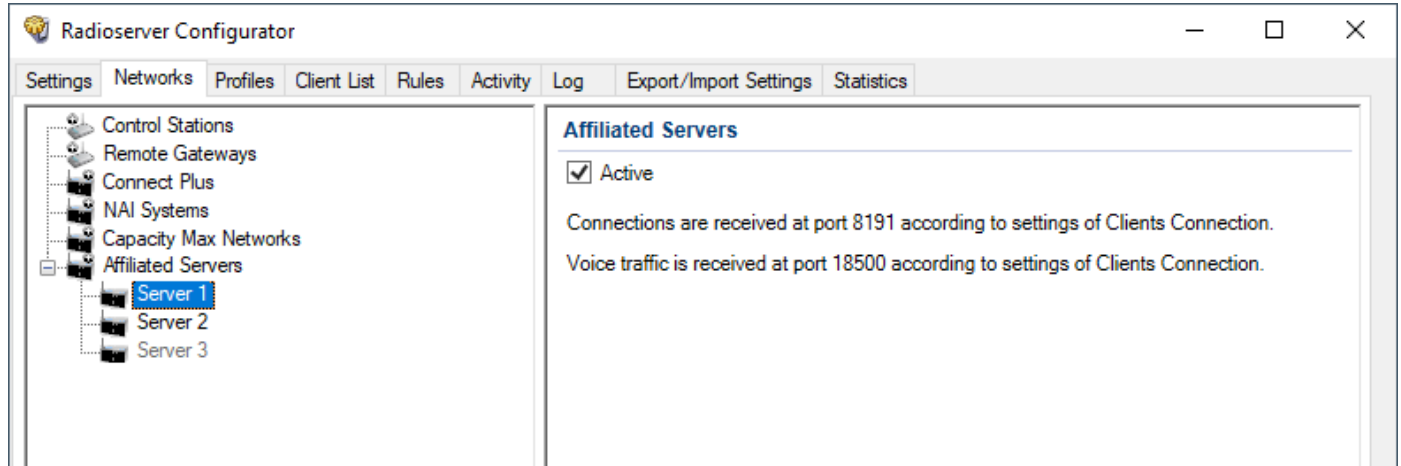 Radioserver Configurator
Settings Networks Profiles Client List Rules Activity Log Export/Import Settings Statistics
Control Stations
Remote Gateways
Connect Plus
NAI Systems
Capacity Max Networks
Affiliated Servers
Server 1
Server 2
Server 3
Affiliated Servers
Active
Connections are received at port 8191 according to settings of Clients Connection.
Voice traffic is received at port 18500 according to settings of Clients Connection.